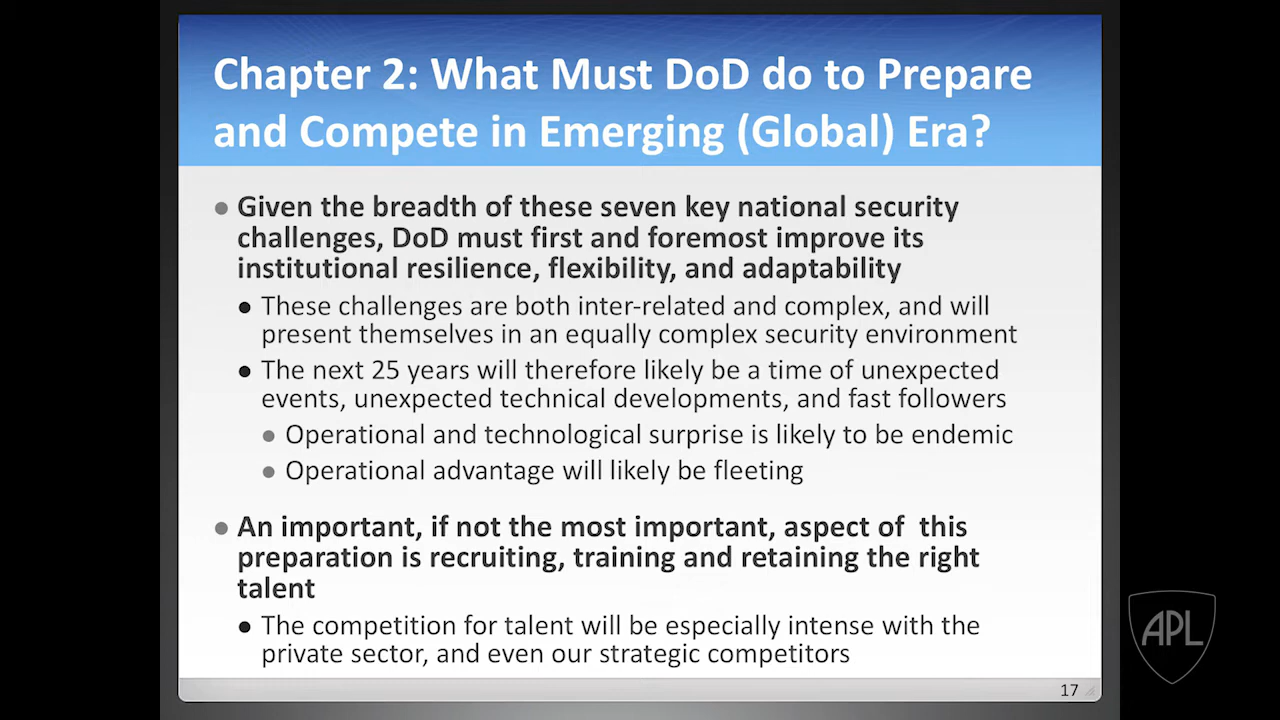 Chapter 2: What Must DoD do to Prepare
and Compete in Emerging (Global) Era?
Given the breadth of these seven key national security
challenges, DoD must first and foremost improve its
institutional resilience, flexibility, and adaptability
These challenges are both inter-related and complex, and will
present themselves in an equally complex security environment
The next 25 years will therefore likely be a time of unexpected
events, unexpected technical developments, and fast followers
Operational and technological surprise is likely to be endemic
Operational advantage will likely be fleeting
An important, if not the most important, aspect of  this
preparation is recruiting, training and retaining the right
talent
The competition for talent will be especially intense with the
private sector, and even our strategic competitors
17
APL